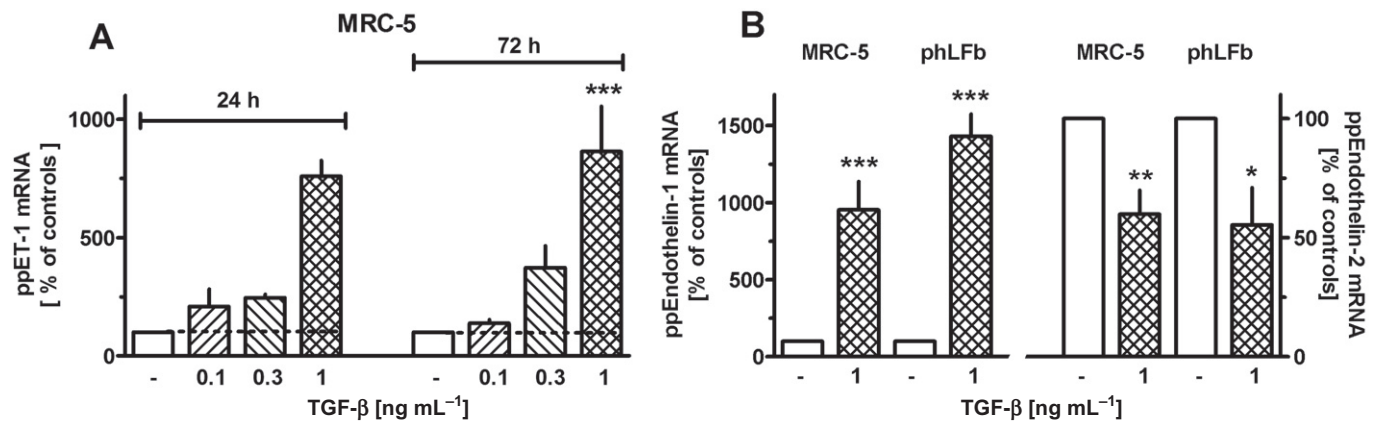 A
MRC-5
72 h
24 h
***
ppET-1 mRNA
[ % of controls ]
1000
500
0
- 0.1 0.3 1 - 0.1 0.3 1
TGF-β [ng mL⁻¹]
B
MRC-5 phLFb MRC-5 phLFb
*** *** ** *
ppEndothelin-1 mRNA
[% of controls]
1500
1000
500
0
100
50
0
ppEndothelin-2 mRNA
[% of controls]
- 1 - 1 - 1 - 1
TGF-β [ng mL⁻¹]